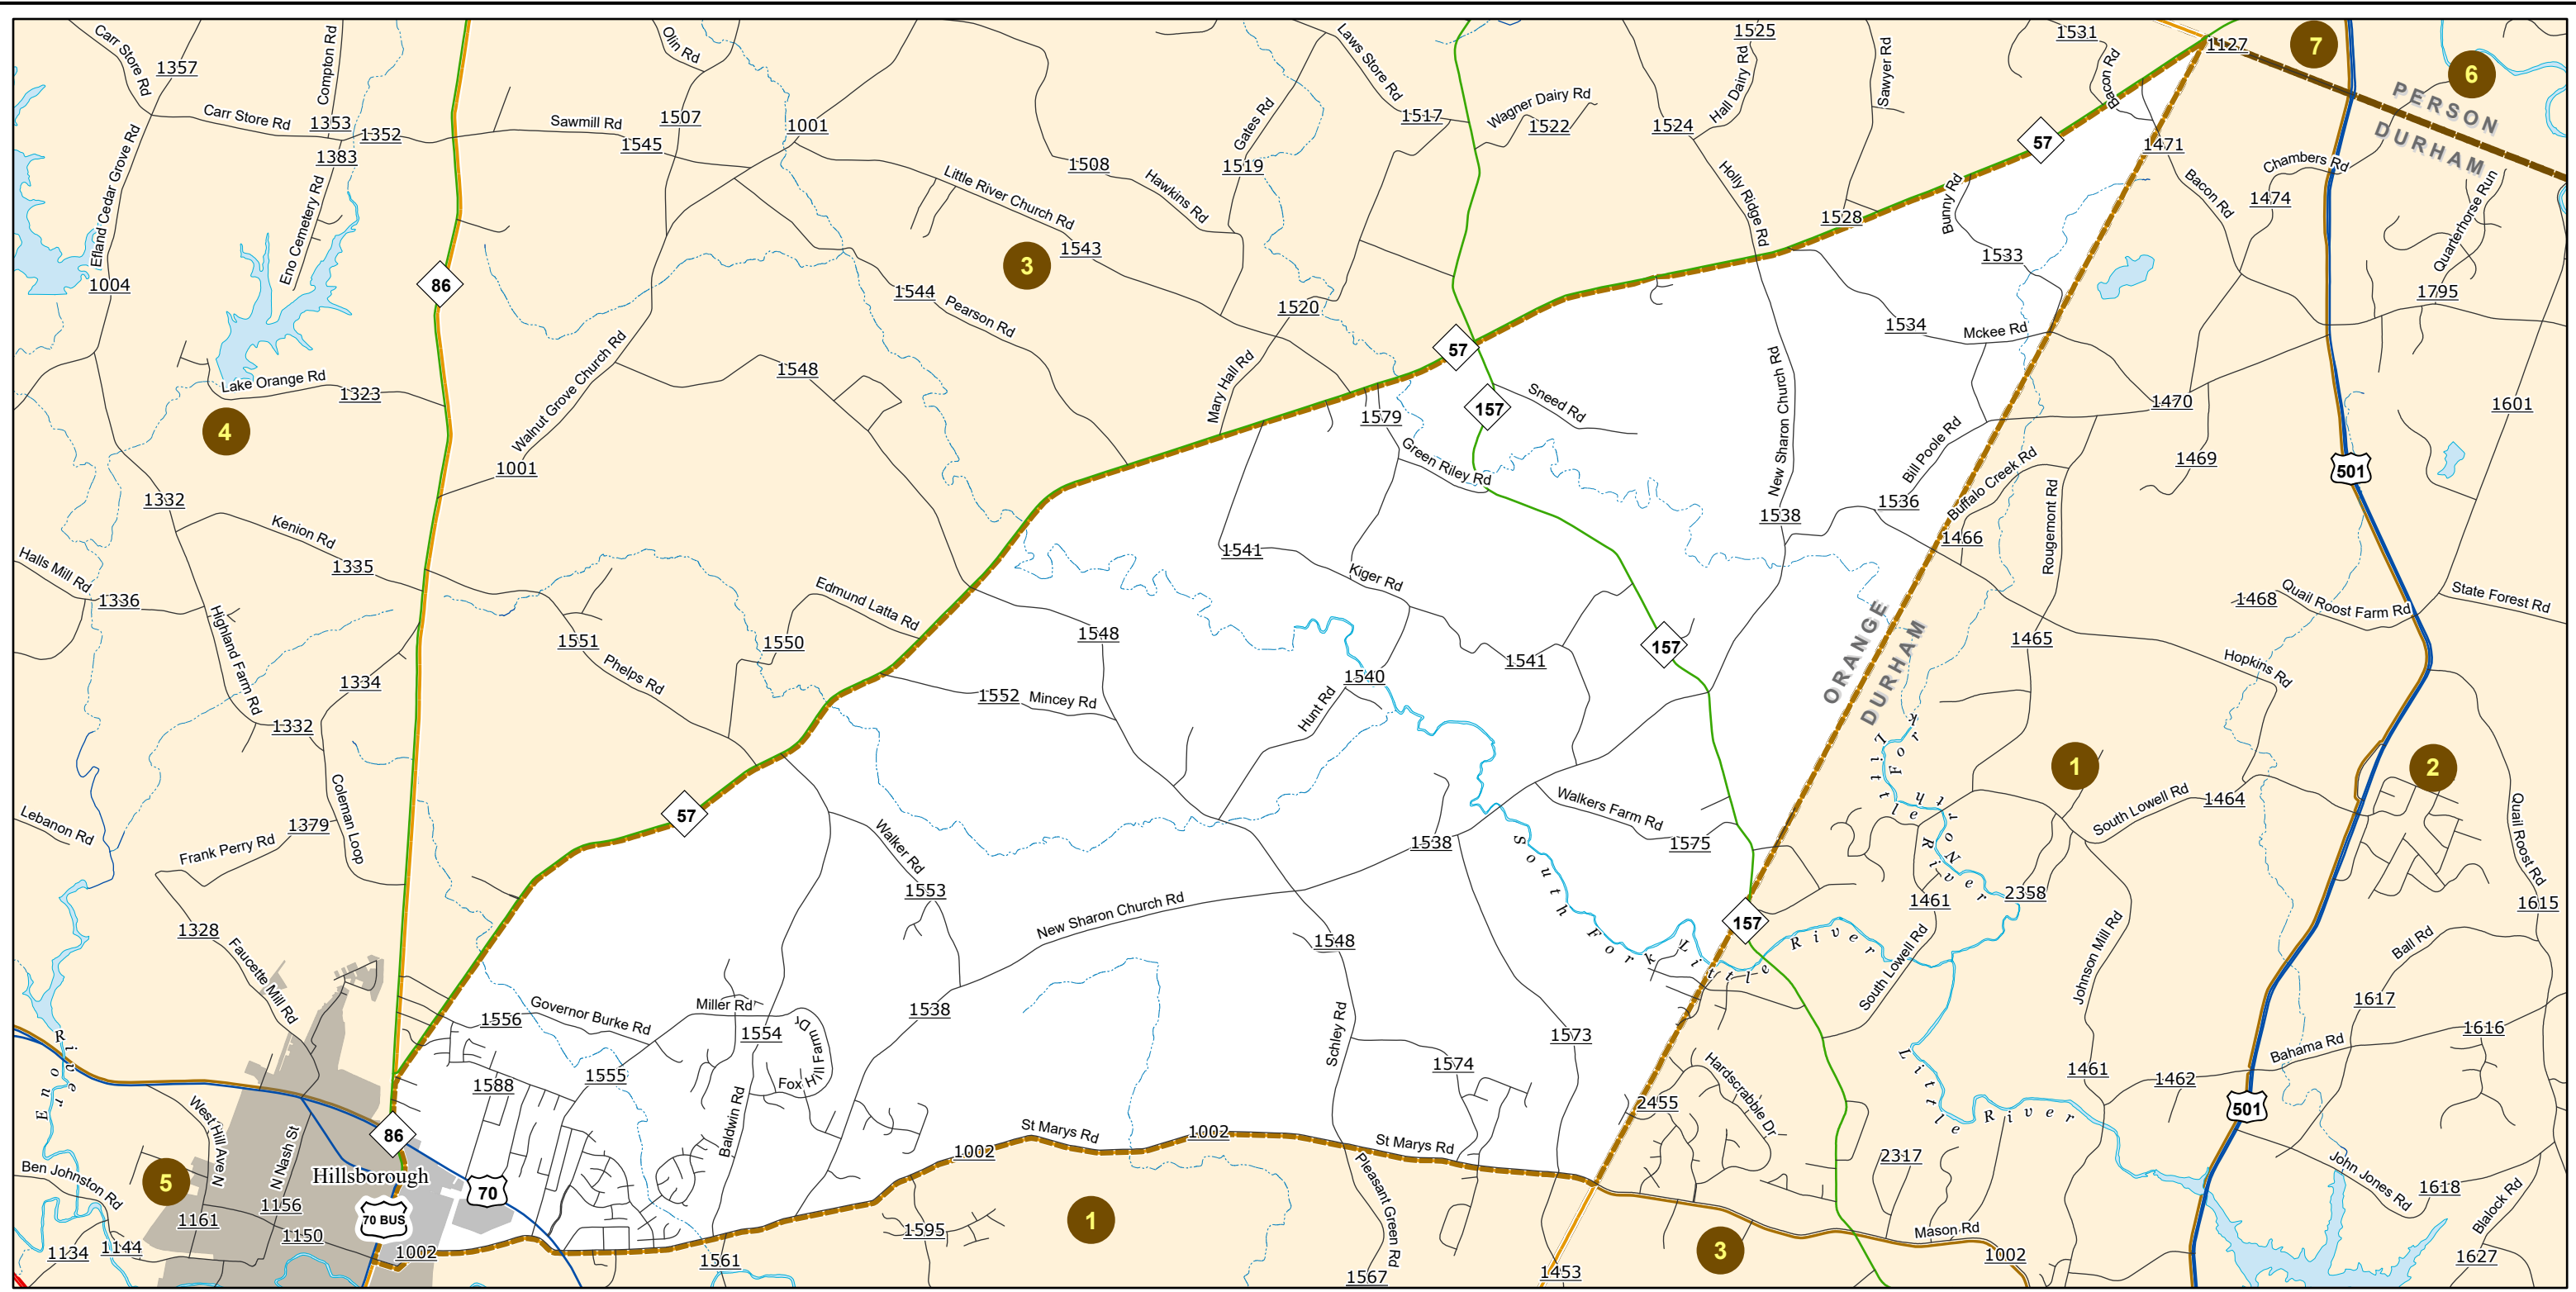 Carr Store Rd
1357
Compton Rd
Olin Rd
Laws Store Rd
1525
1531
1127
7
6
PERSON
DURHAM
Carr Store Rd
1353
1352
1383
Sawmill Rd
1545
1507
1001
1508
Hawkins Rd
Gates Rd
1519
1517
Wagner Dairy Rd
1522
1524
Hall Dairy Rd
Sawyer Rd
Bacon Rd
57
1471
Bacon Rd
Chambers Rd
1474
Quarterhorse Run
1795
Efland Cedar Grove Rd
1004
Eno Cemetery Rd
86
Little River Church Rd
1543
3
1544
Pearson Rd
1520
Mary Hall Rd
Holly Ridge Rd
1528
Bunny Rd
1533
1534
Mckee Rd
57
157
Sneed Rd
1579
Green Riley Rd
New Sharon Church Rd
1538
Bill Poole Rd
1536
1470
1469
1601
501
Lake Orange Rd
1323
4
Walnut Grove Church Rd
1001
1548
1332
Kenion Rd
1335
Halls Mill Rd
1336
Highland Farm Rd
1334
1332
Coleman Loop
1551
Phelps Rd
1550
Edmund Latta Rd
1541
Kiger Rd
1541
1548
1552
Mincey Rd
1540
Hunt Rd
157
ORANGE
DURHAM
Buffalo Creek Rd
1466
Rougemont Rd
1465
1468
Quail Roost Farm Rd
State Forest Rd
Hopkins Rd
1
2
South Lowell Rd
1464
Quail Roost Rd
1615
Lebanon Rd
Frank Perry Rd
1379
1328
Faucette Mill Rd
57
Walker Rd
1553
New Sharon Church Rd
1538
1538
Walkers Farm Rd
1575
South Fork Little River
North Fork Little River
157
1461
2358
South Lowell Rd
Johnson Mill Rd
1461
1462
Ball Rd
1617
1616
Bahama Rd
501
Little River
Eno River
1556
Governor Burke Rd
Miller Rd
1554
Fox Hill Farm Dr
1555
1588
Baldwin Rd
1548
Schley Rd
1574
1573
Hardscrabble Dr
2455
2317
West Hill Ave N
N Nash St
86
Hillsborough
70
70 BUS
5
Ben Johnston Rd
1134
1144
1161
1156
1150
1002
1002
St Marys Rd
1002
St Marys Rd
1595
1
1561
Pleasant Green Rd
1567
1453
3
Mason Rd
1002
John Jones Rd
1618
Blalock Rd
1627